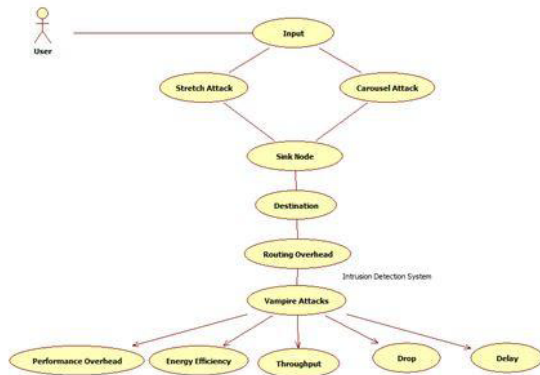 User
Input
Stretch Attack
Carousel Attack
Sink Node
Destination
Routing Overhead
Intrusion Detection System
Vampire Attacks
Performance Overhead
Energy Efficiency
Throughput
Drop
Delay